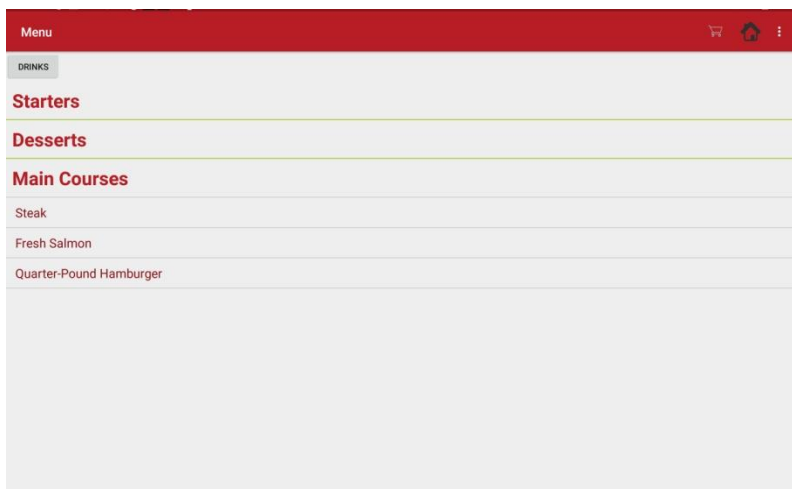 Menu
DRINKS
Starters
Desserts
Main Courses
Steak
Fresh Salmon
Quarter-Pound Hamburger